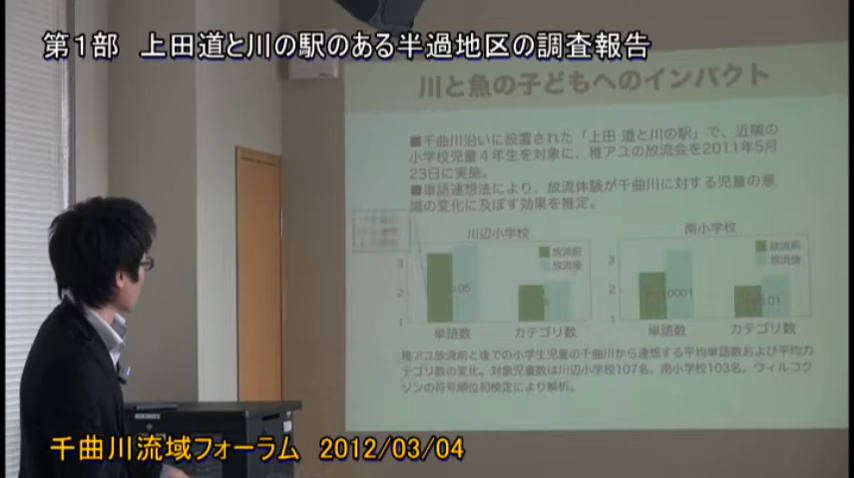 第1部 上田道と川の駅のある半過地区の調査報告
川と魚の子どもへのインパクト
■千曲川沿いに設置された「上田 道と川の駅」で、近隣の
小学校児童4年生を対象に、稚アユの放流会を2011年5月
23日に実施。
■単語連想法により、放流体験が千曲川に対する児童の意
識の変化に及ぼす効果を推定。
川辺小学校
放流前
放流後
3
2
1
単語数
カテゴリ数
南小学校
放流前
放流後
3
2
1
単語数
カテゴリ数
稚アユ放流前と後での小学生児童の千曲川から連想する平均単語数および平均カ
テゴリ数の変化。対象児童数は川辺小学校107名、南小学校103名。ウィルコク
ソンの符号順位和検定により解析。
千曲川流域フォーラム 2012/03/04